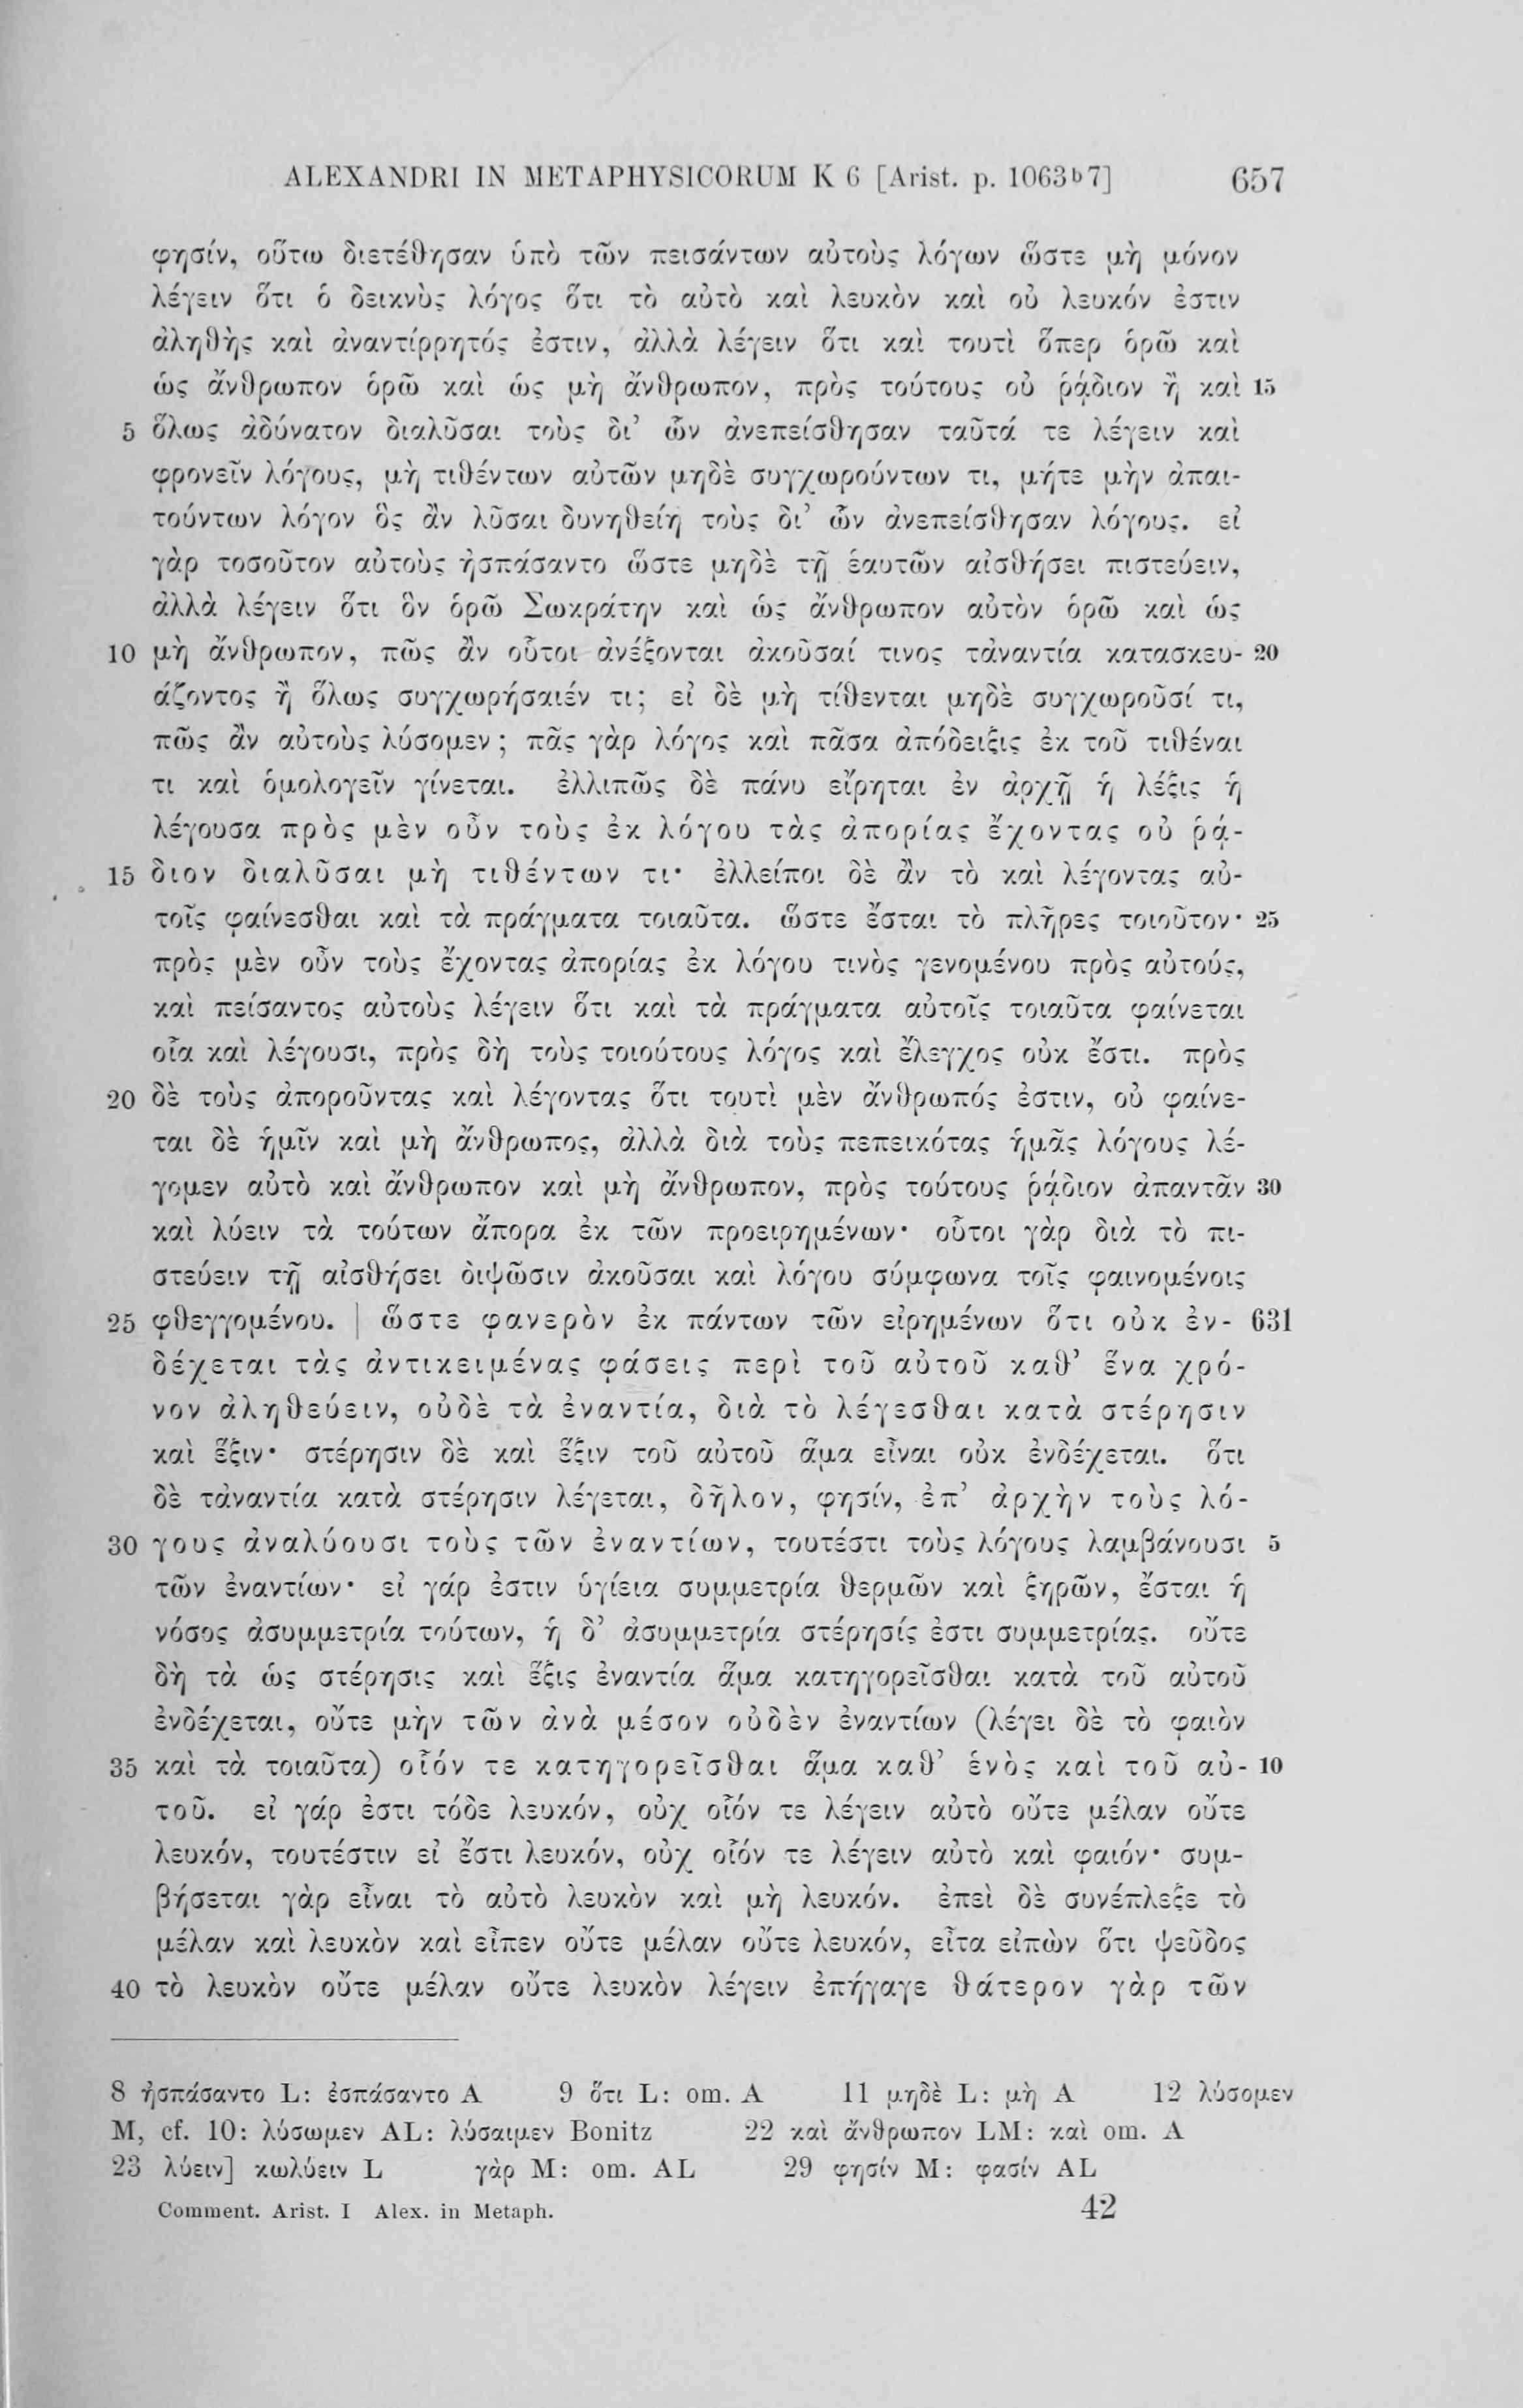 ALEXANDRI IN METAPHYSICORUM K 6 [Arist. p. 1063ᵇ7] 657
φησίν, οὕτω διετέθησαν ὑπὸ τῶν πεισάντων αὐτοὺς λόγων ὥστε μὴ μόνον
λέγειν ὅτι ὁ δεικνὺς λόγος ὅτι τὸ αὐτὸ καὶ λευκὸν καὶ οὐ λευκόν ἐστιν
ἀληθὴς καὶ ἀναντίρρητός ἐστιν, ἀλλὰ λέγειν ὅτι καὶ τουτὶ ὅπερ ὁρῶ καὶ
ὡς ἄνθρωπον ὁρῶ καὶ ὡς μὴ ἄνθρωπον, πρὸς τούτους οὐ ῥᾴδιον ἢ καὶ 15
5 ὅλως ἀδύνατον διαλῦσαι τοὺς δι’ ὧν ἀνεπείσθησαν ταῦτά τε λέγειν καὶ
φρονεῖν λόγους, μὴ τιθέντων αὐτῶν μηδὲ συγχωρούντων τι, μήτε μὴν ἀπαι-
τούντων λόγον ὃς ἂν λῦσαι δυνηθείη τοὺς δι’ ὧν ἀνεπείσθησαν λόγους. εἰ
γὰρ τοσοῦτον αὐτοὺς ἠσπάσαντο ὥστε μηδὲ τῇ ἑαυτῶν αἰσθήσει πιστεύειν,
ἀλλὰ λέγειν ὅτι ὃν ὁρῶ Σωκράτην καὶ ὡς ἄνθρωπον αὐτὸν ὁρῶ καὶ ὡς
10 μὴ ἄνθρωπον, πῶς ἂν οὗτοι ἀνέξονται ἀκοῦσαί τινος τἀναντία κατασκευ- 20
άζοντος ἢ ὅλως συγχωρήσαιέν τι; εἰ δὲ μὴ τίθενται μηδὲ συγχωροῦσί τι,
πῶς ἂν αὐτοὺς λύσομεν; πᾶς γὰρ λόγος καὶ πᾶσα ἀπόδειξις ἐκ τοῦ τιθέναι
τι καὶ ὁμολογεῖν γίνεται. ἐλλιπῶς δὲ πάνυ εἴρηται ἐν ἀρχῇ ἡ λέξις ἡ
λέγουσα πρὸς μὲν οὖν τοὺς ἐκ λόγου τὰς ἀπορίας ἔχοντας οὐ ῥᾴ-
15 διον διαλῦσαι μὴ τιθέντων τι· ἐλλείποι δὲ ἂν τὸ καὶ λέγοντας αὐ-
τοῖς φαίνεσθαι καὶ τὰ πράγματα τοιαῦτα. ὥστε ἔσται τὸ πλῆρες τοιοῦτον· 25
πρὸς μὲν οὖν τοὺς ἔχοντας ἀπορίας ἐκ λόγου τινὸς γενομένου πρὸς αὐτούς,
καὶ πείσαντος αὐτοὺς λέγειν ὅτι καὶ τὰ πράγματα αὐτοῖς τοιαῦτα φαίνεται
οἷα καὶ λέγουσι, πρὸς δὴ τοὺς τοιούτους λόγος καὶ ἔλεγχος οὐκ ἔστι. πρὸς
20 δὲ τοὺς ἀποροῦντας καὶ λέγοντας ὅτι τουτὶ μὲν ἄνθρωπός ἐστιν, οὐ φαίνε-
ται δὲ ἡμῖν καὶ μὴ ἄνθρωπος, ἀλλὰ διὰ τοὺς πεπεικότας ἡμᾶς λόγους λέ-
γομεν αὐτὸ καὶ ἄνθρωπον καὶ μὴ ἄνθρωπον, πρὸς τούτους ῥᾴδιον ἀπαντᾶν 30
καὶ λύειν τὰ τούτων ἄπορα ἐκ τῶν προειρημένων· οὗτοι γὰρ διὰ τὸ πι-
στεύειν τῇ αἰσθήσει διψῶσιν ἀκοῦσαι καὶ λόγου σύμφωνα τοῖς φαινομένοις
25 φθεγγομένου. | ὥστε φανερὸν ἐκ πάντων τῶν εἰρημένων ὅτι οὐκ ἐν- 631
δέχεται τὰς ἀντικειμένας φάσεις περὶ τοῦ αὐτοῦ καθ’ ἕνα χρό-
νον ἀληθεύειν, οὐδὲ τὰ ἐναντία, διὰ τὸ λέγεσθαι κατὰ στέρησιν
καὶ ἕξιν· στέρησιν δὲ καὶ ἕξιν τοῦ αὐτοῦ ἅμα εἶναι οὐκ ἐνδέχεται. ὅτι
δὲ τἀναντία κατὰ στέρησιν λέγεται, δῆλον, φησίν, ἐπ’ ἀρχὴν τοὺς λό-
30 γους ἀναλύουσι τοὺς τῶν ἐναντίων, τουτέστι τοὺς λόγους λαμβάνουσι 5
τῶν ἐναντίων· εἰ γάρ ἐστιν ὑγίεια συμμετρία θερμῶν καὶ ξηρῶν, ἔσται ἡ
νόσος ἀσυμμετρία τούτων, ἡ δ’ ἀσυμμετρία στέρησίς ἐστι συμμετρίας. οὔτε
δὴ τὰ ὡς στέρησις καὶ ἕξις ἐναντία ἅμα κατηγορεῖσθαι κατὰ τοῦ αὐτοῦ
ἐνδέχεται, οὔτε μὴν τῶν ἀνὰ μέσον οὐδὲν ἐναντίων (λέγει δὲ τὸ φαιὸν
35 καὶ τὰ τοιαῦτα) οἷόν τε κατηγορεῖσθαι ἅμα καθ’ ἑνὸς καὶ τοῦ αὐ- 10
τοῦ. εἰ γάρ ἐστι τόδε λευκόν, οὐχ οἷόν τε λέγειν αὐτὸ οὔτε μέλαν οὔτε
λευκόν, τουτέστιν εἰ ἔστι λευκόν, οὐχ οἷόν τε λέγειν αὐτὸ καὶ φαιόν· συμ-
βήσεται γὰρ εἶναι τὸ αὐτὸ λευκὸν καὶ μὴ λευκόν. ἐπεὶ δὲ συνέπλεξε τὸ
μέλαν καὶ λευκὸν καὶ εἶπεν οὔτε μέλαν οὔτε λευκόν, εἶτα εἰπὼν ὅτι ψεῦδος
40 τὸ λευκὸν οὔτε μέλαν οὔτε λευκὸν λέγειν ἐπήγαγε θάτερον γὰρ τῶν
8 ἠσπάσαντο L: ἐσπάσαντο A 9 ὅτι L: om. A 11 μηδὲ L: μὴ A 12 λύσομεν
M, cf. 10: λύσωμεν AL: λύσαιμεν Bonitz 22 καὶ ἄνθρωπον LM: καὶ om. A
23 λύειν] κωλύειν L γὰρ M: om. AL 29 φησίν M: φασίν AL
Comment. Arist. I Alex. in Metaph. 42